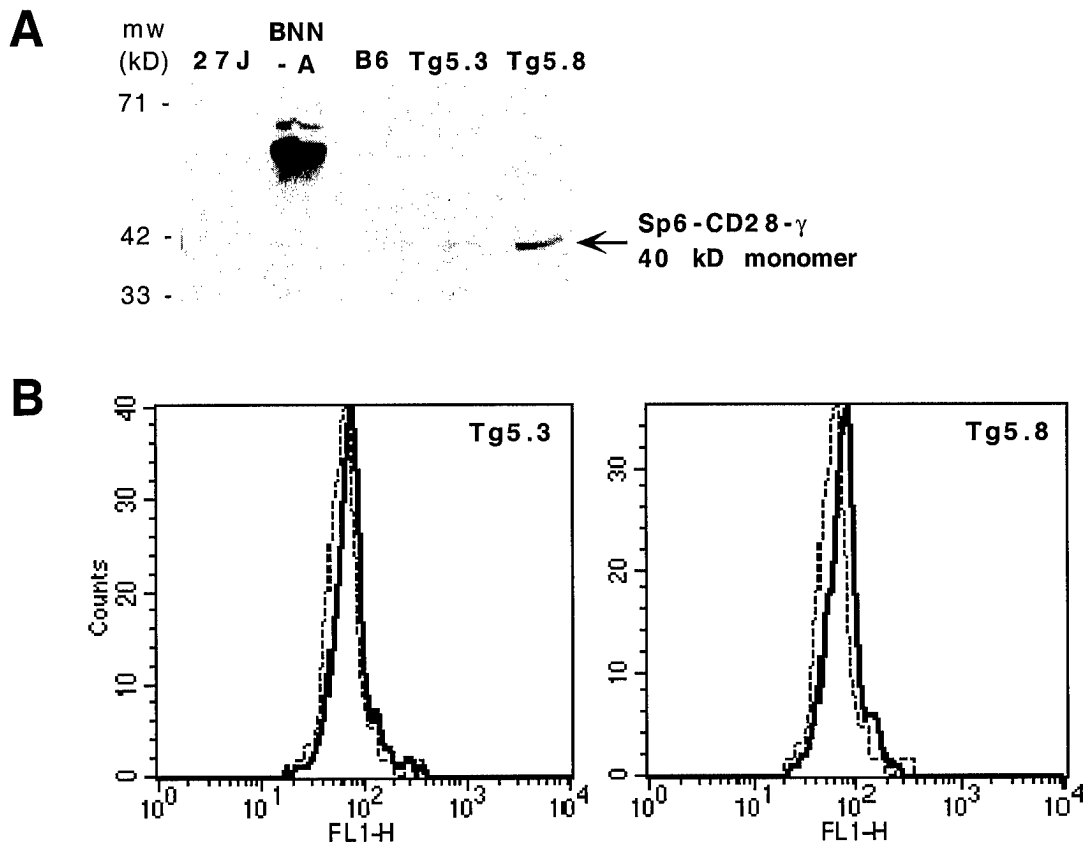 A
mw
(kD)
27J
BNN
- A
B6
Tg5.3
Tg5.8
71 -
42 -
33 -
Sp6-CD28-γ
40 kD monomer
B
Tg5.3
Counts
40
30
20
10
0
10^0 10^1 10^2 10^3 10^4
FL1-H
Tg5.8
30
20
10
0
10^0 10^1 10^2 10^3 10^4
FL1-H